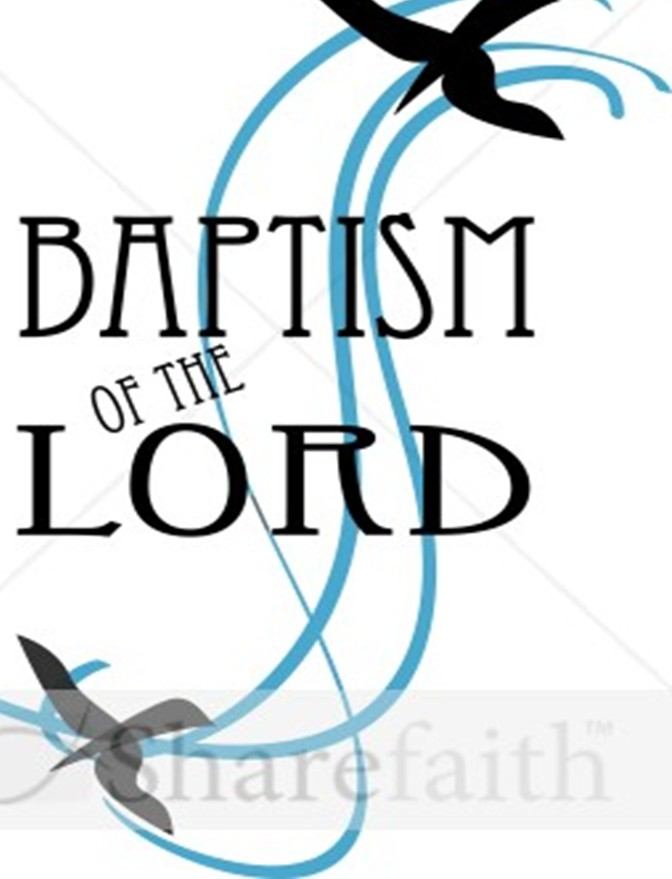 BAPTISM
OF THE
LORD
Sharefaith™